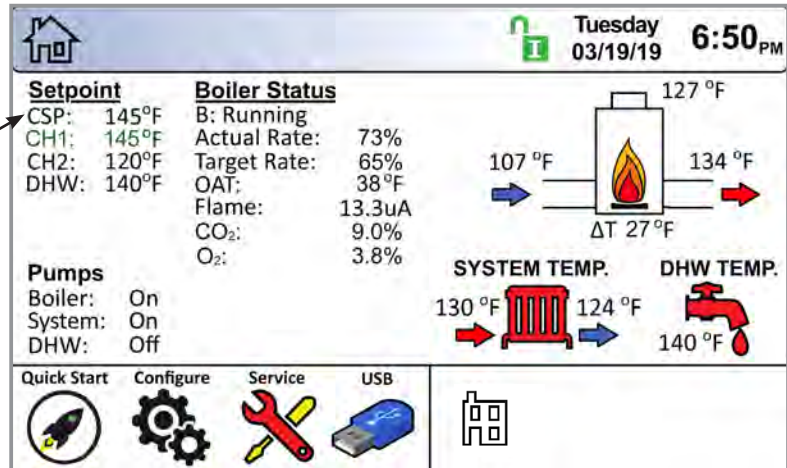 Tuesday
03/19/19
6:50 PM
Setpoint
CSP: 145°F
CH1: 145°F
CH2: 120°F
DHW: 140°F
Boiler Status
B: Running
Actual Rate: 73%
Target Rate: 65%
OAT: 38°F
Flame: 13.3uA
CO₂: 9.0%
O₂: 3.8%
Pumps
Boiler: On
System: On
DHW: Off
127 °F
107 °F
134 °F
ΔT 27 °F
SYSTEM TEMP.
130 °F
124 °F
DHW TEMP.
140 °F
Quick Start
Configure
Service
USB